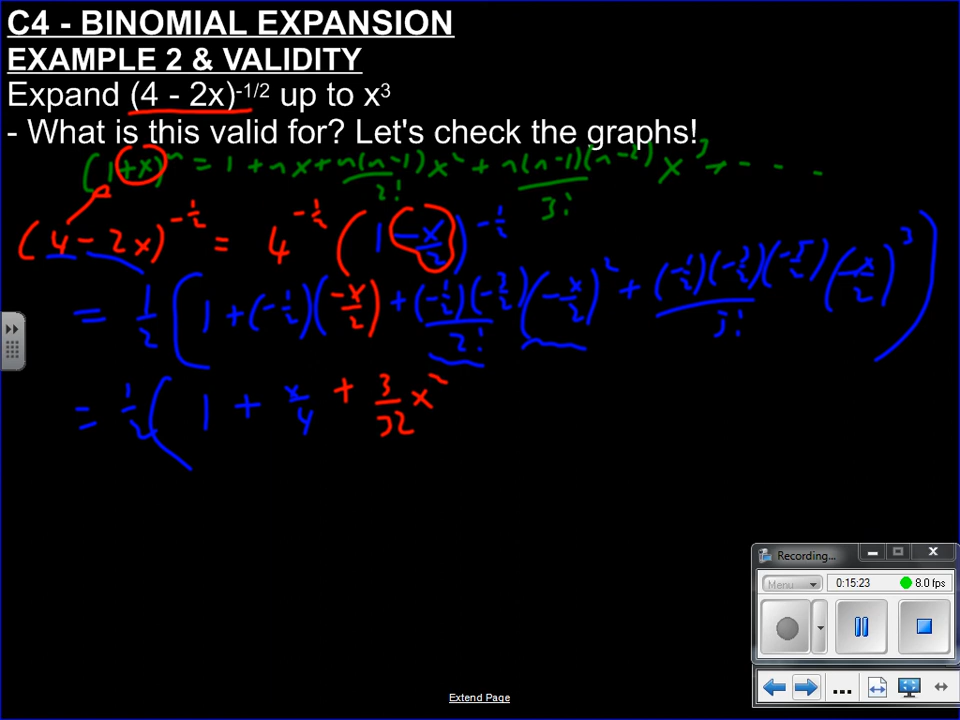 C4 - BINOMIAL EXPANSION
EXAMPLE 2 & VALIDITY
Expand (4 - 2x)^-1/2 up to x^3
- What is this valid for? Let's check the graphs!
(1+x)^n = 1 + nx + n(n-1)/2! x^2 + n(n-1)(n-2)/3! x^3 + - - -
(4 - 2x)^-1/2 = 4^-1/2 (1 - x/2)^-1/2
= 1/2 (1 + (-1/2)(-x/2) + (-1/2)(-3/2)/2! (-x/2)^2 + (-1/2)(-3/2)(-5/2)/3! (-x/2)^3)
= 1/2 (1 + x/4 + 3/32 x^2
Recording...
Menu
0:15:23
8.0 fps
...
Extend Page